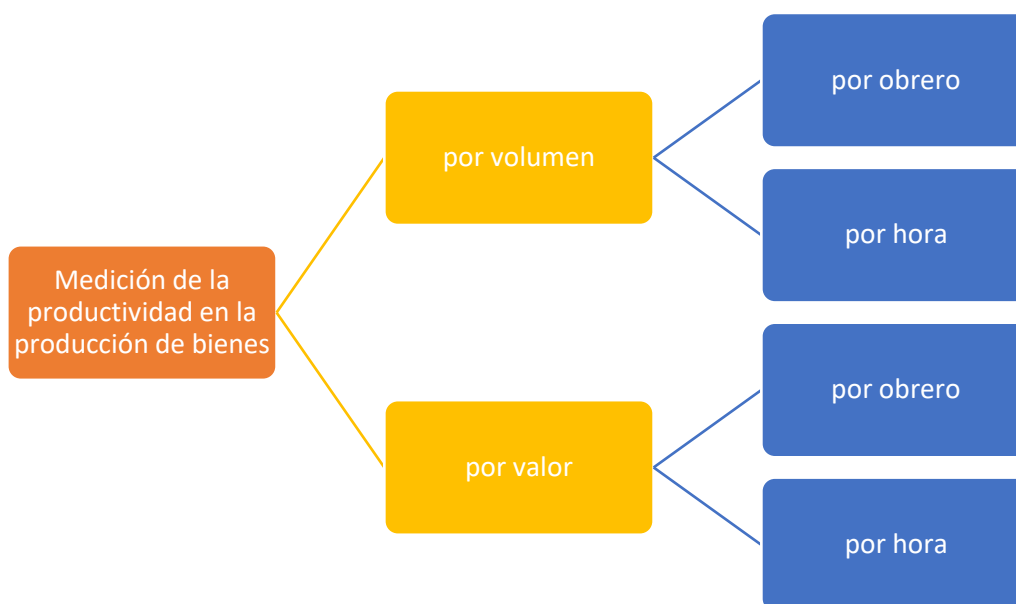 Medición de la
productividad en la
producción de bienes
por volumen
por obrero
por hora
por valor
por obrero
por hora